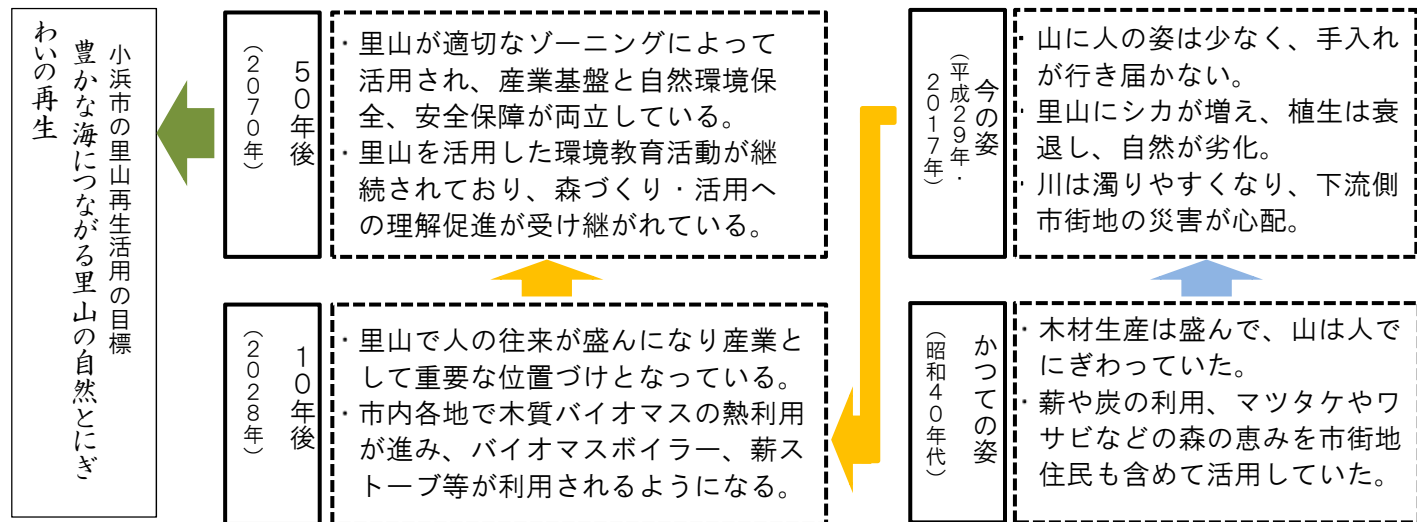 小浜市の里山再生活用の目標
豊かな海につながる里山の自然とにぎ
わいの再生
50年後
(2070年)
・里山が適切なゾーニングによって
活用され、産業基盤と自然環境保
全、安全保障が両立している。
・里山を活用した環境教育活動が継
続されており、森づくり・活用へ
の理解促進が受け継がれている。
10年後
(2028年)
・里山で人の往来が盛んになり産業と
して重要な位置づけとなっている。
・市内各地で木質バイオマスの熱利用
が進み、バイオマスボイラー、薪ス
トーブ等が利用されるようになる。
今の姿
(平成29年・
2017年)
・山に人の姿は少なく、手入れ
が行き届かない。
・里山にシカが増え、植生は衰
退し、自然が劣化。
・川は濁りやすくなり、下流側
市街地の災害が心配。
かつての姿
(昭和40年代)
・木材生産は盛んで、山は人で
にぎわっていた。
・薪や炭の利用、マツタケやワ
サビなどの森の恵みを市街地
住民も含めて活用していた。